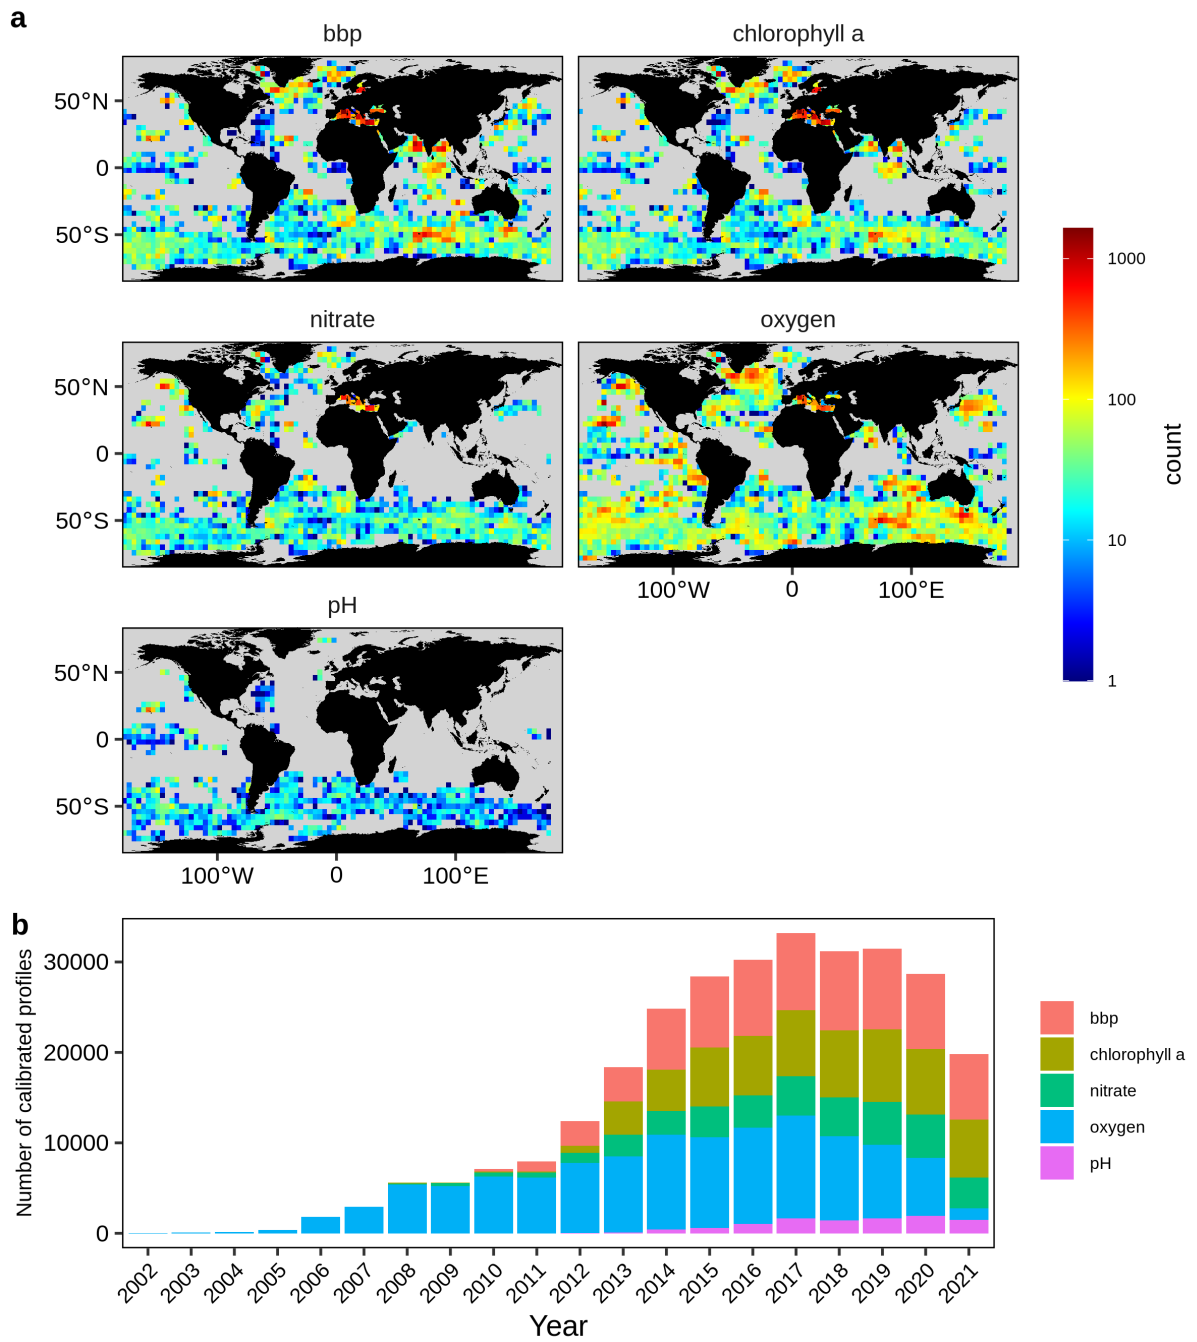 a
bbp
chlorophyll a
50°N
0
50°S
nitrate
oxygen
50°N
0
50°S
100°W 0 100°E
pH
50°N
0
50°S
100°W 0 100°E
1000
100
10
1
count
b
Number of calibrated profiles
30000
20000
10000
0
2002 2003 2004 2005 2006 2007 2008 2009 2010 2011 2012 2013 2014 2015 2016 2017 2018 2019 2020 2021
Year
bbp
chlorophyll a
nitrate
oxygen
pH